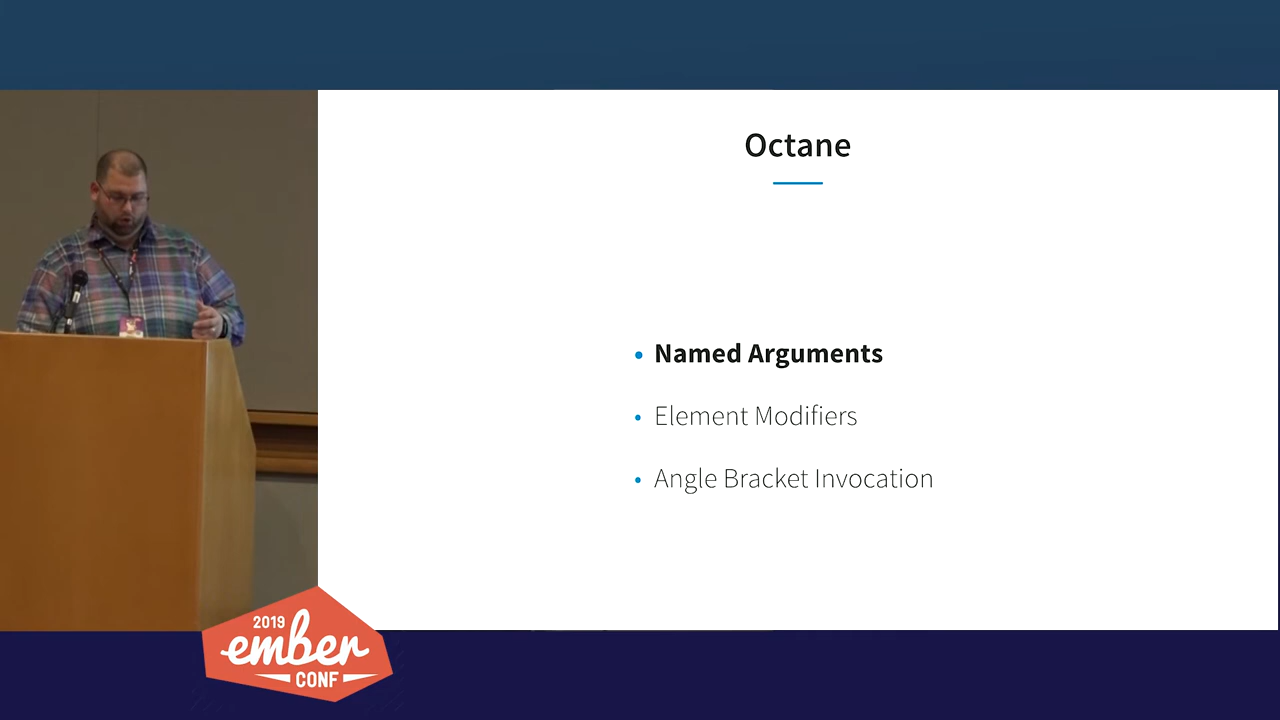 Octane
• Named Arguments
• Element Modifiers
• Angle Bracket Invocation
2019
ember
CONF